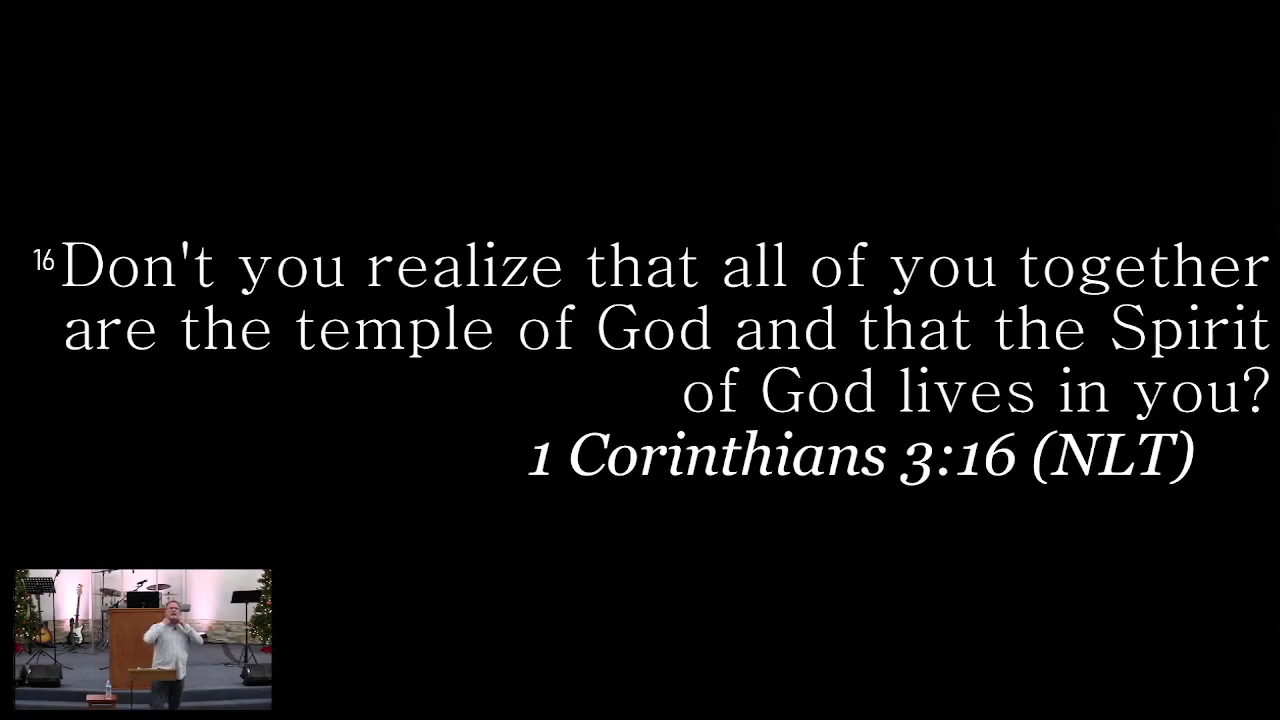 16Don't you realize that all of you together
are the temple of God and that the Spirit
of God lives in you?
1 Corinthians 3:16 (NLT)